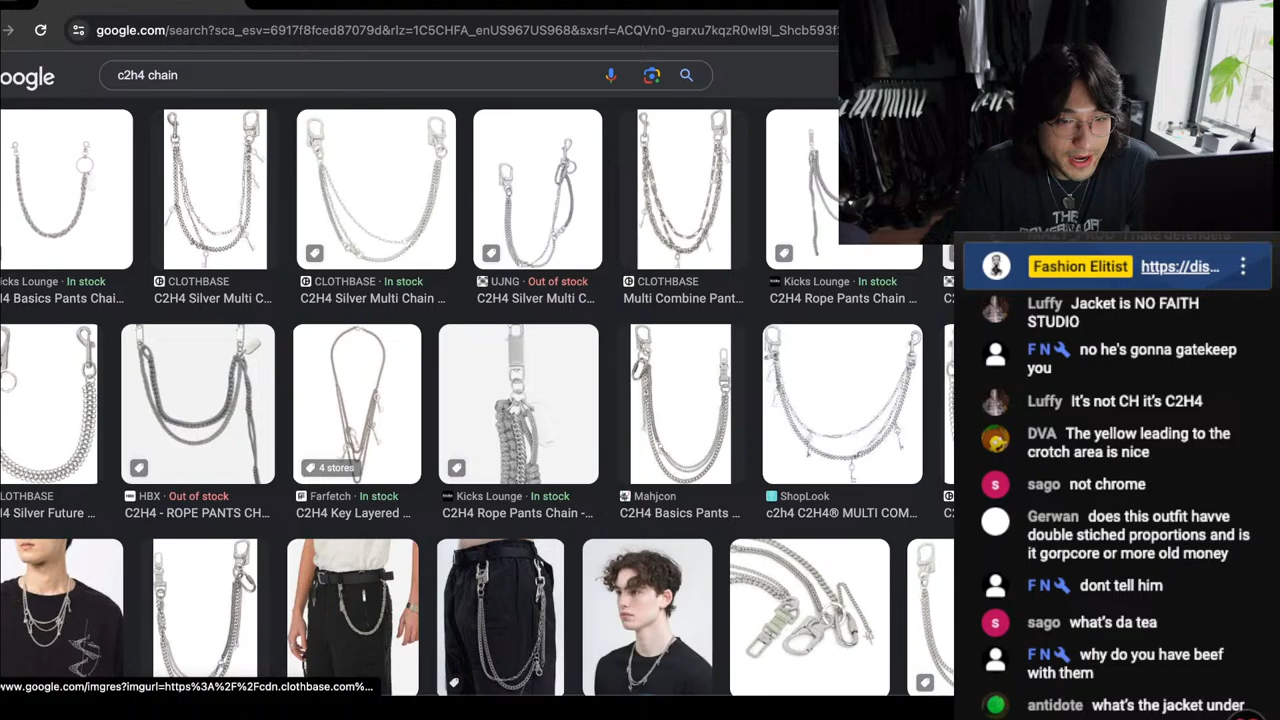 google.com/search?sca_esv=6917f8fced87079d&rlz=1C5CHFA_enUS967US968&sxsrf=ACQVn0-garxu7kqzR0wl9l_Shcb593
oogle
c2h4 chain
icks Lounge · In stock
H4 Basics Pants Chai...
CLOTHBASE
C2H4 Silver Multi C...
CLOTHBASE · In stock
C2H4 Silver Multi Chain ...
UJNG · Out of stock
C2H4 Silver Multi C...
CLOTHBASE
Multi Combine Pant...
Kicks Lounge · In stock
C2H4 Rope Pants Chain ...
LOTHBASE
4 Silver Future ...
HBX · Out of stock
C2H4 - ROPE PANTS CH...
4 stores
Farfetch · In stock
C2H4 Key Layered ...
Kicks Lounge · In stock
C2H4 Rope Pants Chain -...
Mahjcon
C2H4 Basics Pants ...
ShopLook
c2h4 C2H4® MULTI COM...
www.google.com/imgres?imgurl=https%3A%2F%2Fcdn.clothbase.com%...
THE
Fashion Elitist https://dis...
Luffy Jacket is NO FAITH
STUDIO
F N no he's gonna gatekeep
you
Luffy It's not CH it's C2H4
DVA The yellow leading to the
crotch area is nice
sago not chrome
Gerwan does this outfit havve
double stiched proportions and is
it gorpcore or more old money
F N dont tell him
sago what's da tea
F N why do you have beef
with them
antidote what's the jacket under